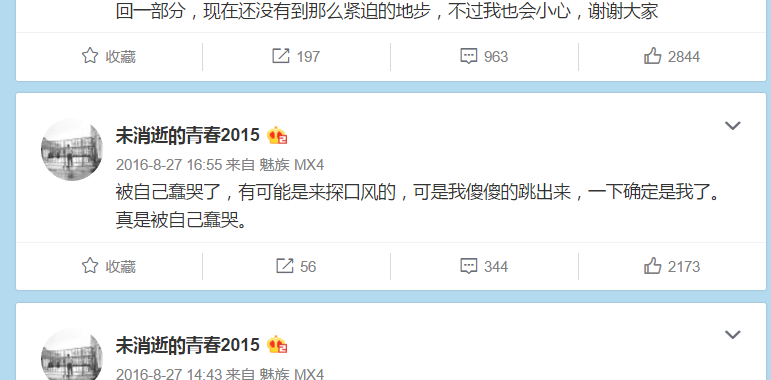 回一部分，现在还没有到那么紧迫的地步，不过我也会小心，谢谢大家
收藏 197 963 2844
未消逝的青春2015
2016-8-27 16:55 来自 魅族 MX4
被自己蠢哭了，有可能是来探口风的，可是我傻傻的跳出来，一下确定是我了。
真是被自己蠢哭。
收藏 56 344 2173
未消逝的青春2015
2016-8-27 14:43 来自 魅族 MX4